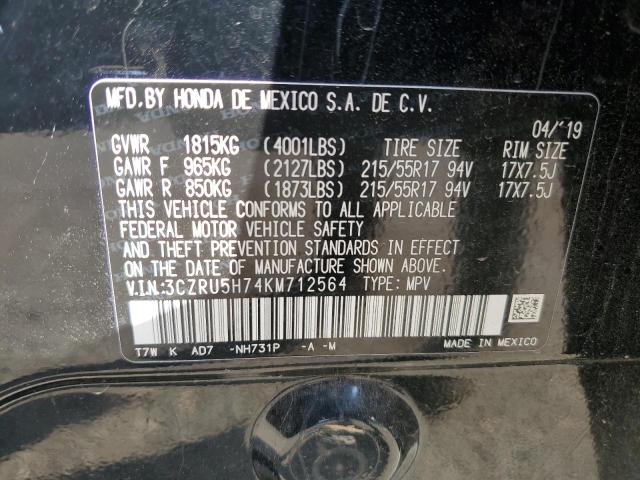 MFD.BY HONDA DE MEXICO S.A. DE C.V.
04/'19
GVWR 1815KG (4001LBS) TIRE SIZE RIM SIZE
GAWR F 965KG (2127LBS) 215/55R17 94V 17X7.5J
GAWR R 850KG (1873LBS) 215/55R17 94V 17X7.5J
THIS VEHICLE CONFORMS TO ALL APPLICABLE
FEDERAL MOTOR VEHICLE SAFETY
AND THEFT PREVENTION STANDARDS IN EFFECT
ON THE DATE OF MANUFACTURE SHOWN ABOVE.
V.I.N.:3CZRU5H74KM712564 TYPE: MPV
T7W K AD7 -NH731P -A -M MADE IN MEXICO